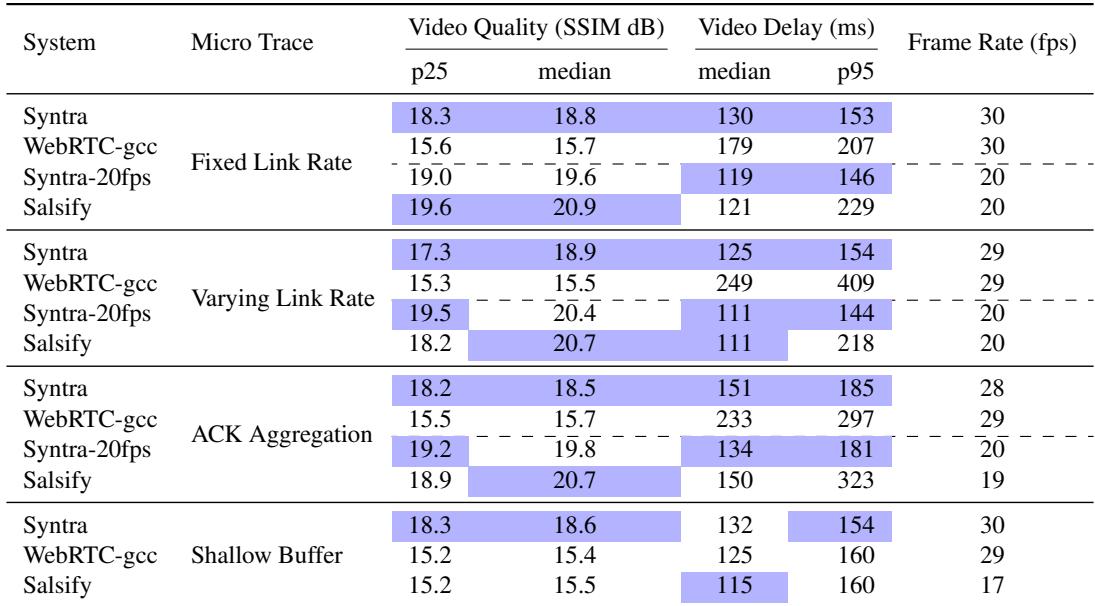 System Micro Trace Video Quality (SSIM dB) Video Delay (ms) Frame Rate (fps)
p25 median median p95
Syntra 18.3 18.8 130 153 30
WebRTC-gcc 15.6 15.7 179 207 30
Fixed Link Rate
Syntra-20fps 19.0 19.6 119 146 20
Salsify 19.6 20.9 121 229 20
Syntra 17.3 18.9 125 154 29
WebRTC-gcc 15.3 15.5 249 409 29
Varying Link Rate
Syntra-20fps 19.5 20.4 111 144 20
Salsify 18.2 20.7 111 218 20
Syntra 18.2 18.5 151 185 28
WebRTC-gcc 15.5 15.7 233 297 29
ACK Aggregation
Syntra-20fps 19.2 19.8 134 181 20
Salsify 18.9 20.7 150 323 19
Syntra 18.3 18.6 132 154 30
WebRTC-gcc Shallow Buffer 15.2 15.4 125 160 29
Salsify 15.2 15.5 115 160 17